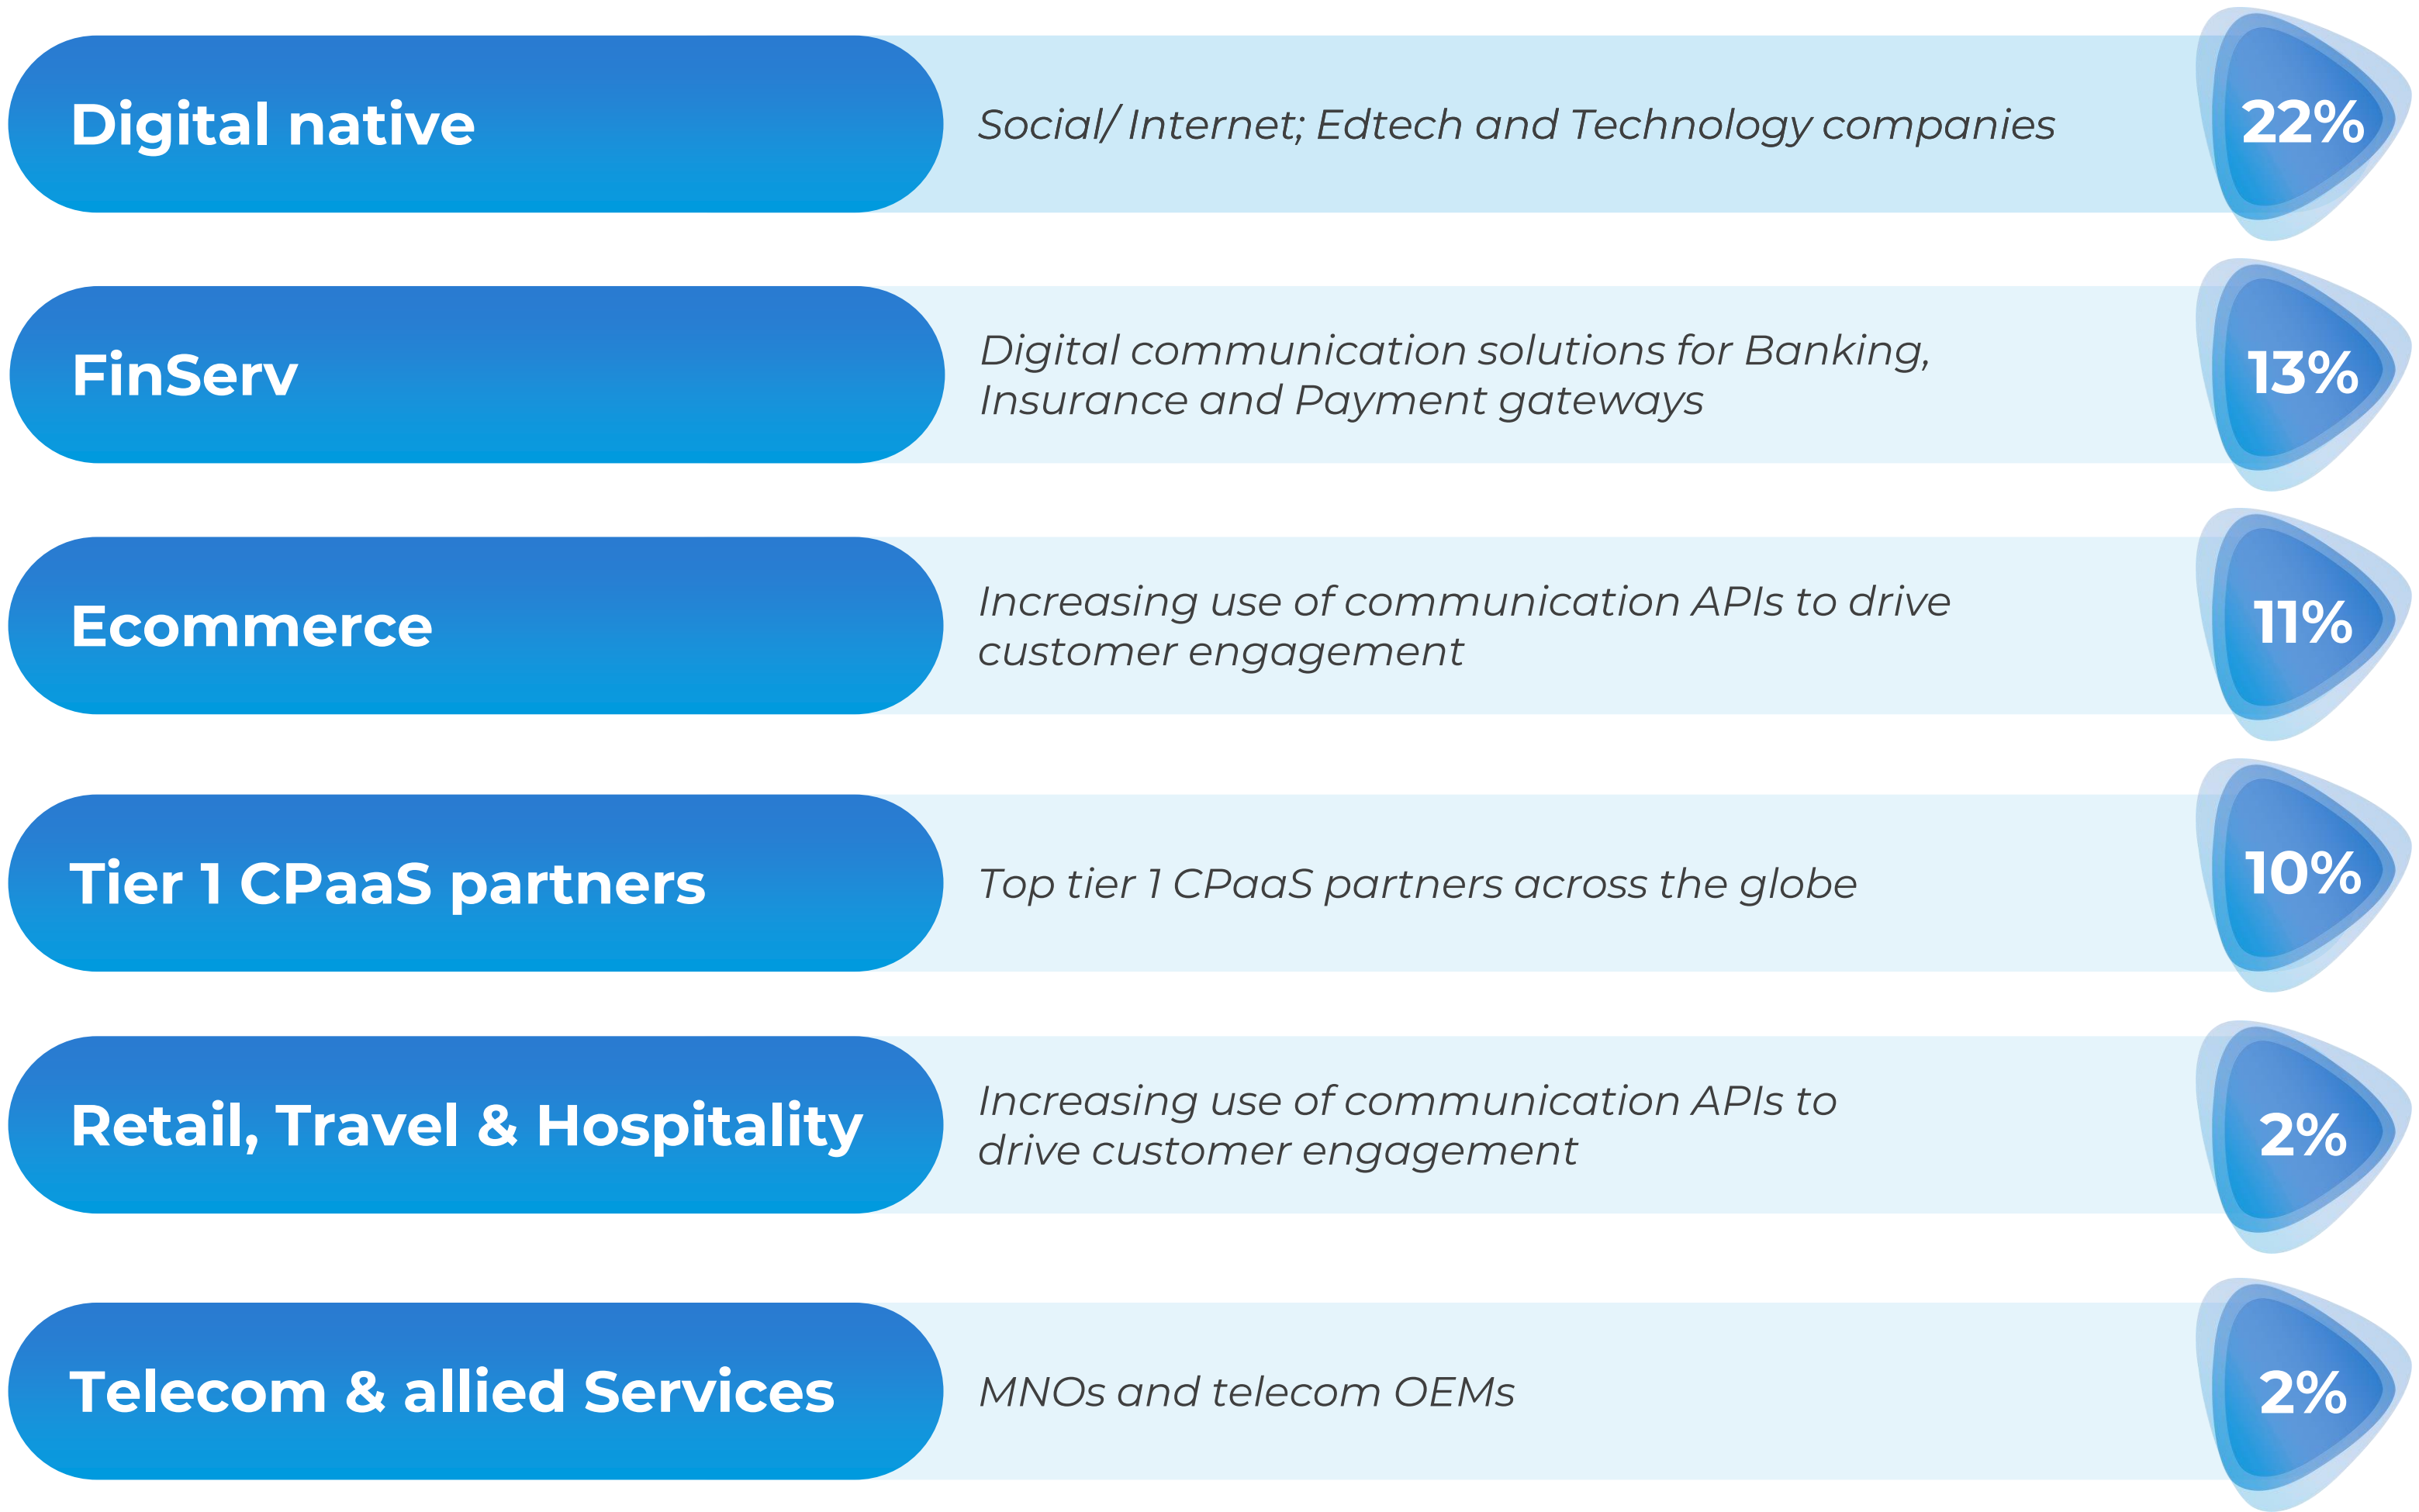 Digital native
Social/ Internet; Edtech and Technology companies
22%
FinServ
Digital communication solutions for Banking,
Insurance and Payment gateways
13%
Ecommerce
Increasing use of communication APIs to drive
customer engagement
11%
Tier 1 CPaaS partners
Top tier 1 CPaaS partners across the globe
10%
Retail, Travel & Hospitality
Increasing use of communication APIs to
drive customer engagement
2%
Telecom & allied Services
MNOs and telecom OEMs
2%